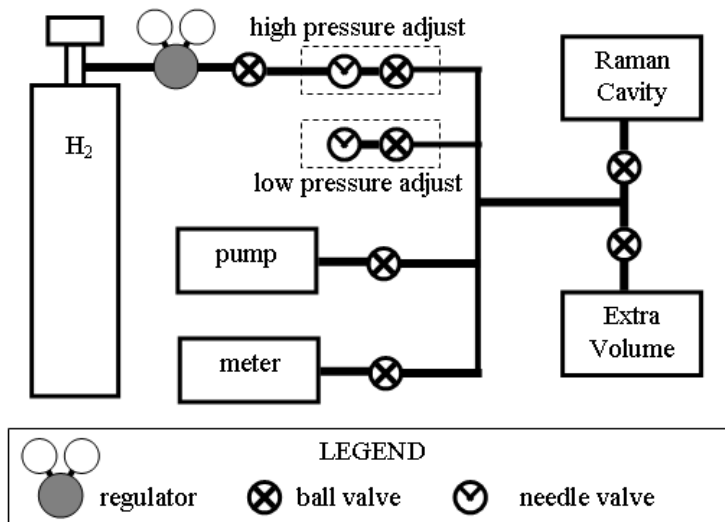 high pressure adjust
Raman
Cavity
H2
low pressure adjust
pump
Extra
Volume
meter
LEGEND
regulator
ball valve
needle valve